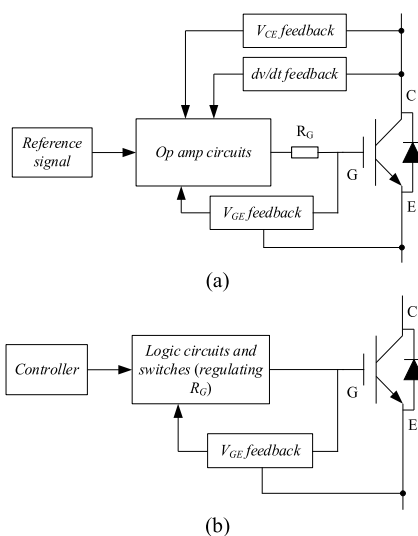 V_CE feedback
dv/dt feedback
C
Reference
signal
Op amp circuits
R_G
G
V_GE feedback
E
(a)
C
Controller
Logic circuits and
switches (regulating
R_G)
G
E
V_GE feedback
(b)